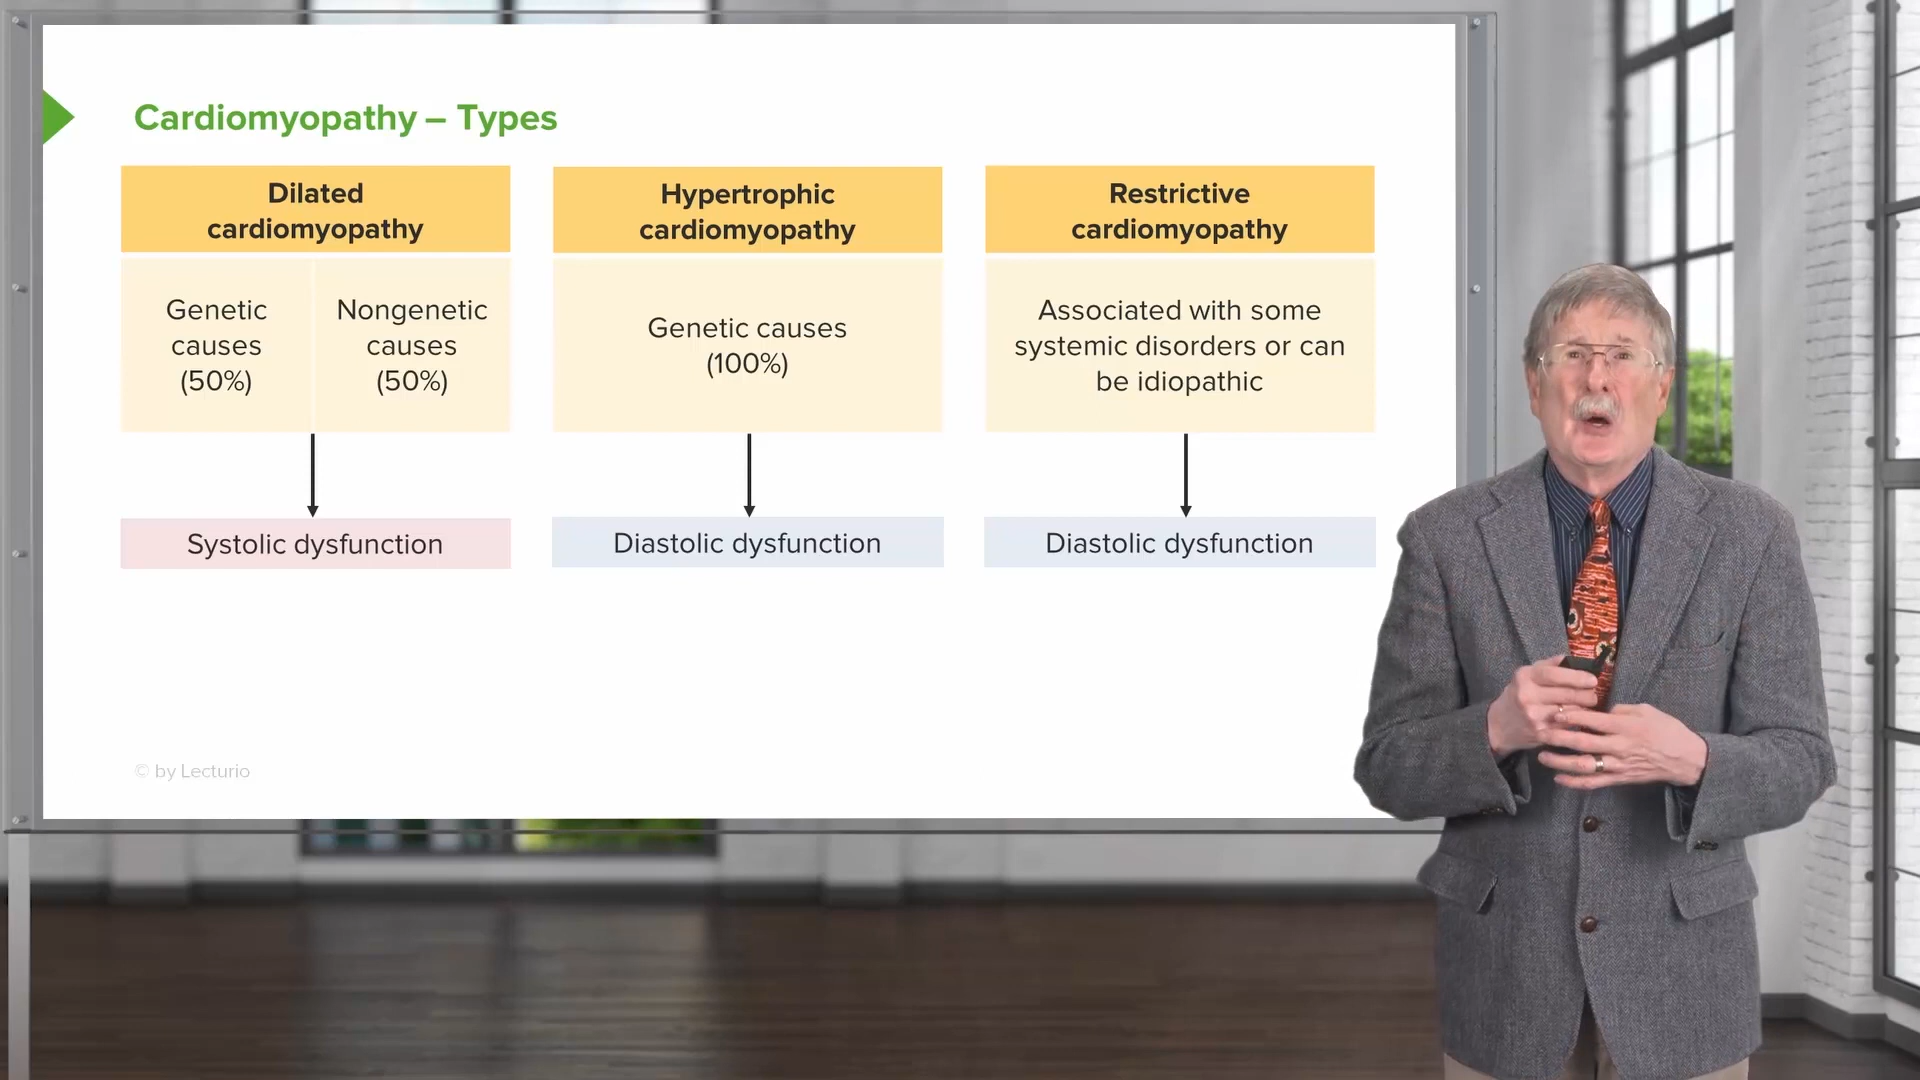 Cardiomyopathy – Types
Dilated
cardiomyopathy
Genetic
causes
(50%)
Nongenetic
causes
(50%)
Systolic dysfunction
Hypertrophic
cardiomyopathy
Genetic causes
(100%)
Diastolic dysfunction
Restrictive
cardiomyopathy
Associated with some
systemic disorders or can
be idiopathic
Diastolic dysfunction
© by Lecturio